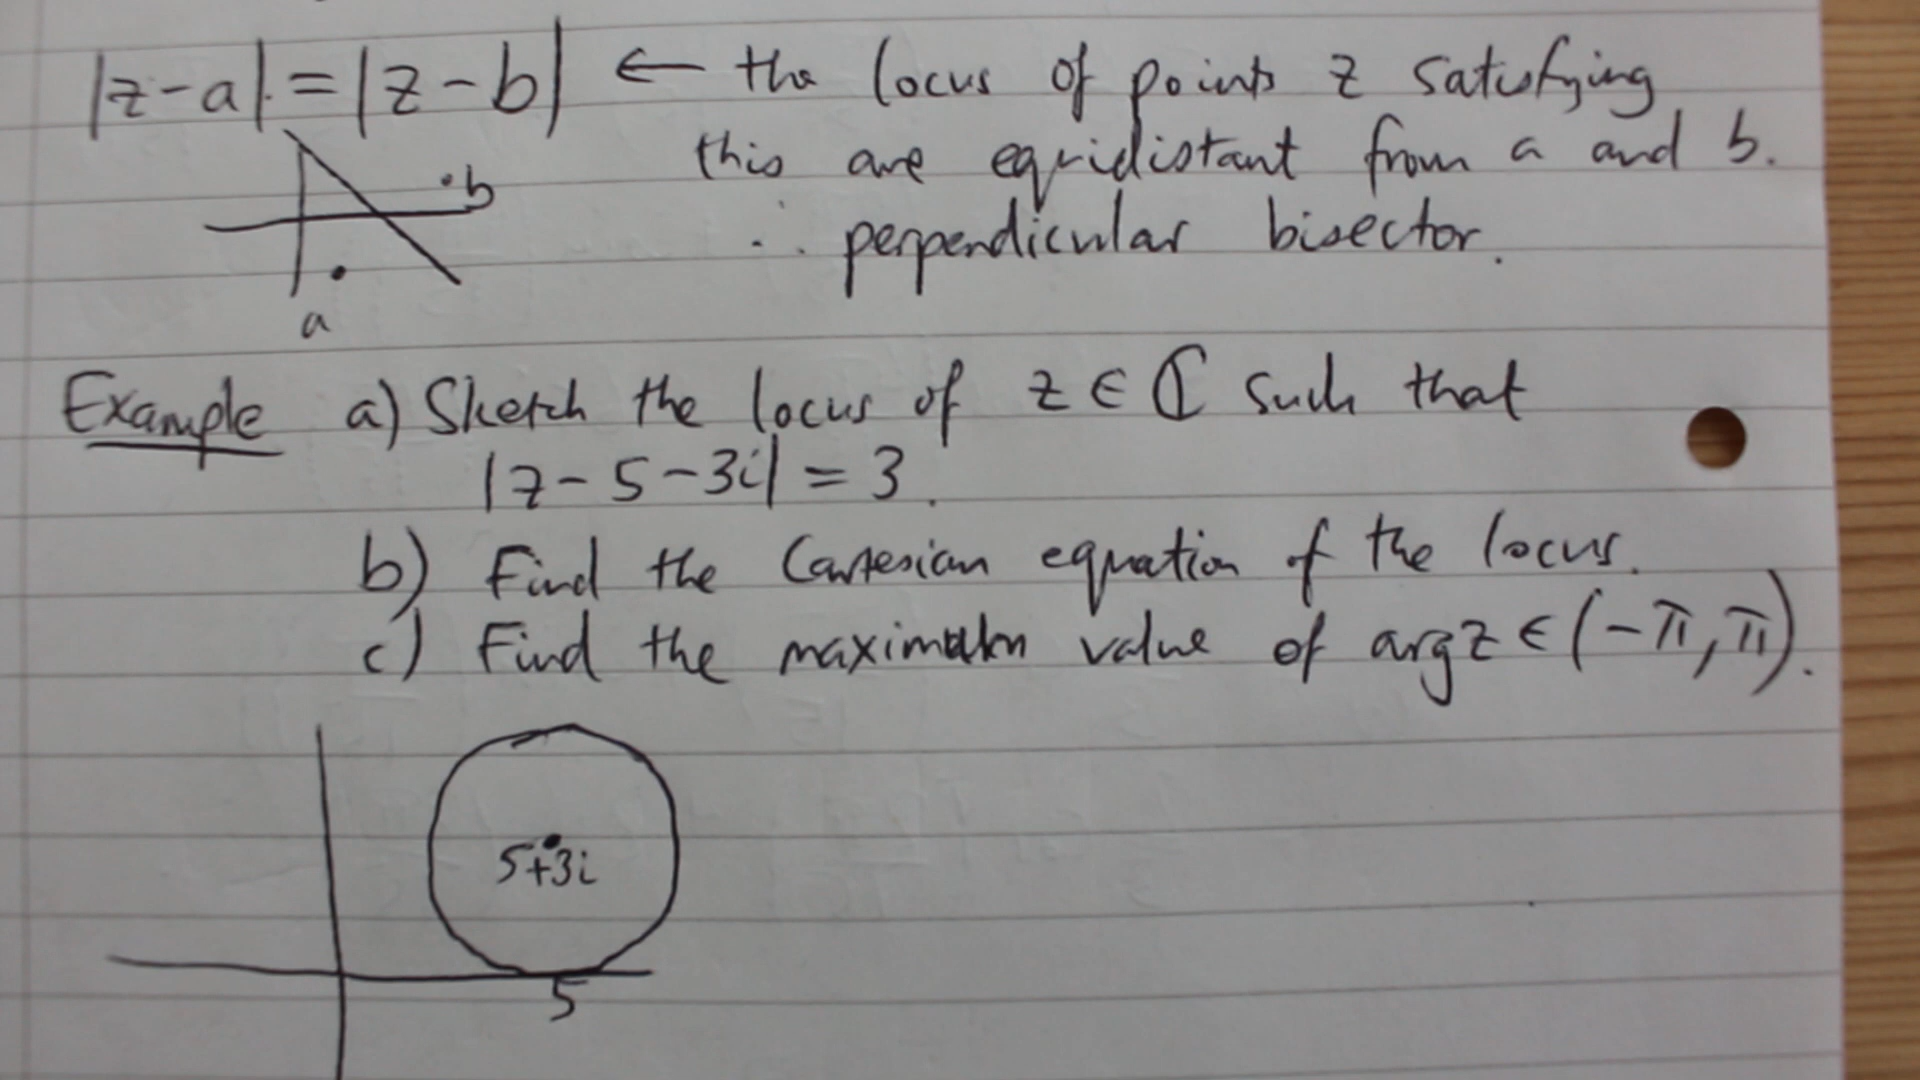 |z-a| = |z-b| ← the locus of points z satisfying
this are equidistant from a and b.
∴ perpendicular bisector.
b
a
Example a) Sketch the locus of z ∈ ℂ such that
|z-5-3i| = 3.
b) Find the Cartesian equation of the locus.
c) Find the maximum value of arg z ∈ (-π, π).
5+3i
5